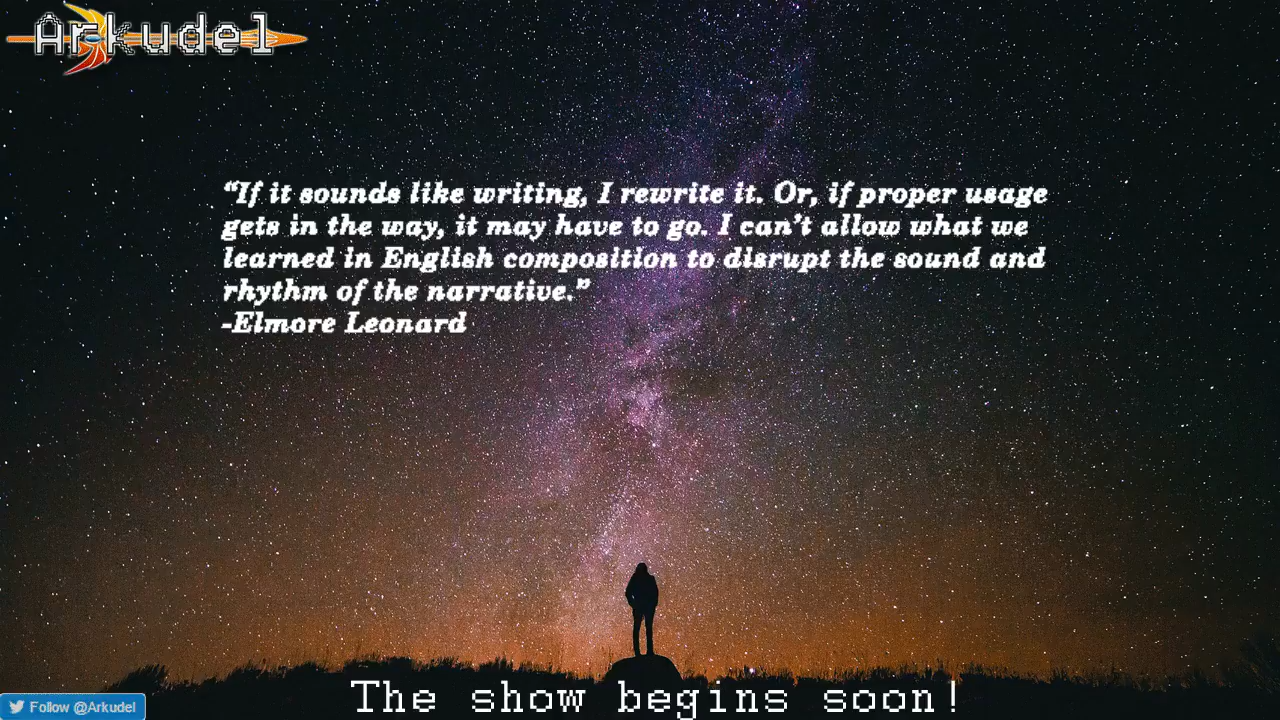 Arkudel
“If it sounds like writing, I rewrite it. Or, if proper usage
gets in the way, it may have to go. I can’t allow what we
learned in English composition to disrupt the sound and
rhythm of the narrative.”
-Elmore Leonard
The show begins soon!
Follow @Arkudel